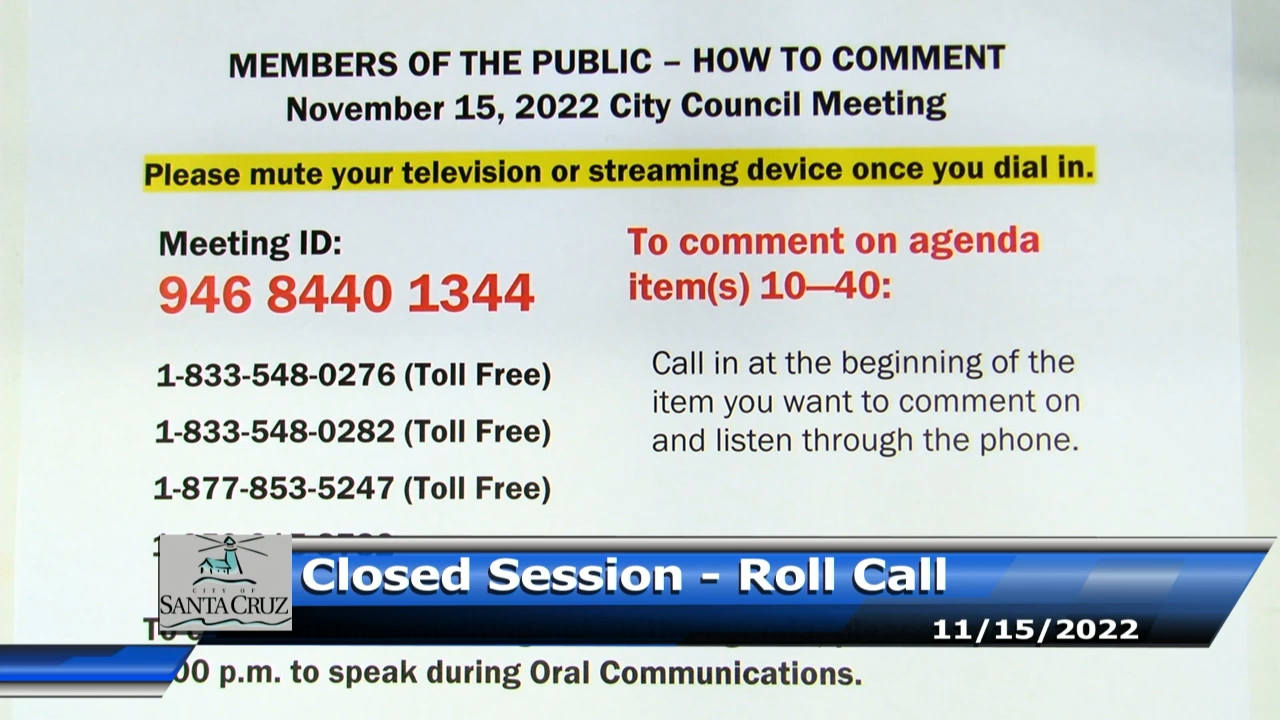 MEMBERS OF THE PUBLIC – HOW TO COMMENT
November 15, 2022 City Council Meeting
Please mute your television or streaming device once you dial in.
Meeting ID:
946 8440 1344
1-833-548-0276 (Toll Free)
1-833-548-0282 (Toll Free)
1-877-853-5247 (Toll Free)
To comment on agenda
item(s) 10—40:
Call in at the beginning of the
item you want to comment on
and listen through the phone.
CITY OF
SANTA CRUZ
Closed Session - Roll Call
11/15/2022
00 p.m. to speak during Oral Communications.